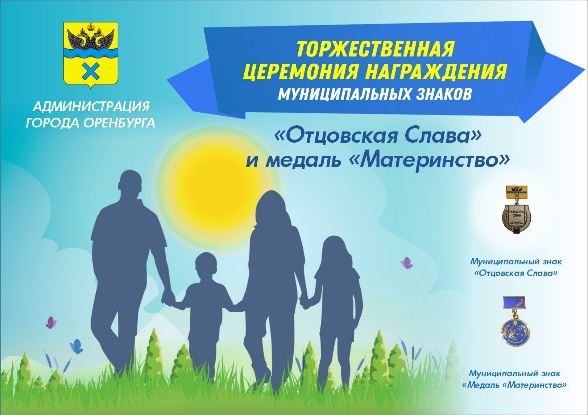 АДМИНИСТРАЦИЯ
ГОРОДА ОРЕНБУРГА
ТОРЖЕСТВЕННАЯ
ЦЕРЕМОНИЯ НАГРАЖДЕНИЯ
МУНИЦИПАЛЬНЫХ ЗНАКОВ
«Отцовская Слава»
и медаль «Материнство»
Муниципальный знак
«Отцовская Слава»
Муниципальный знак
«Медаль «Материнство»